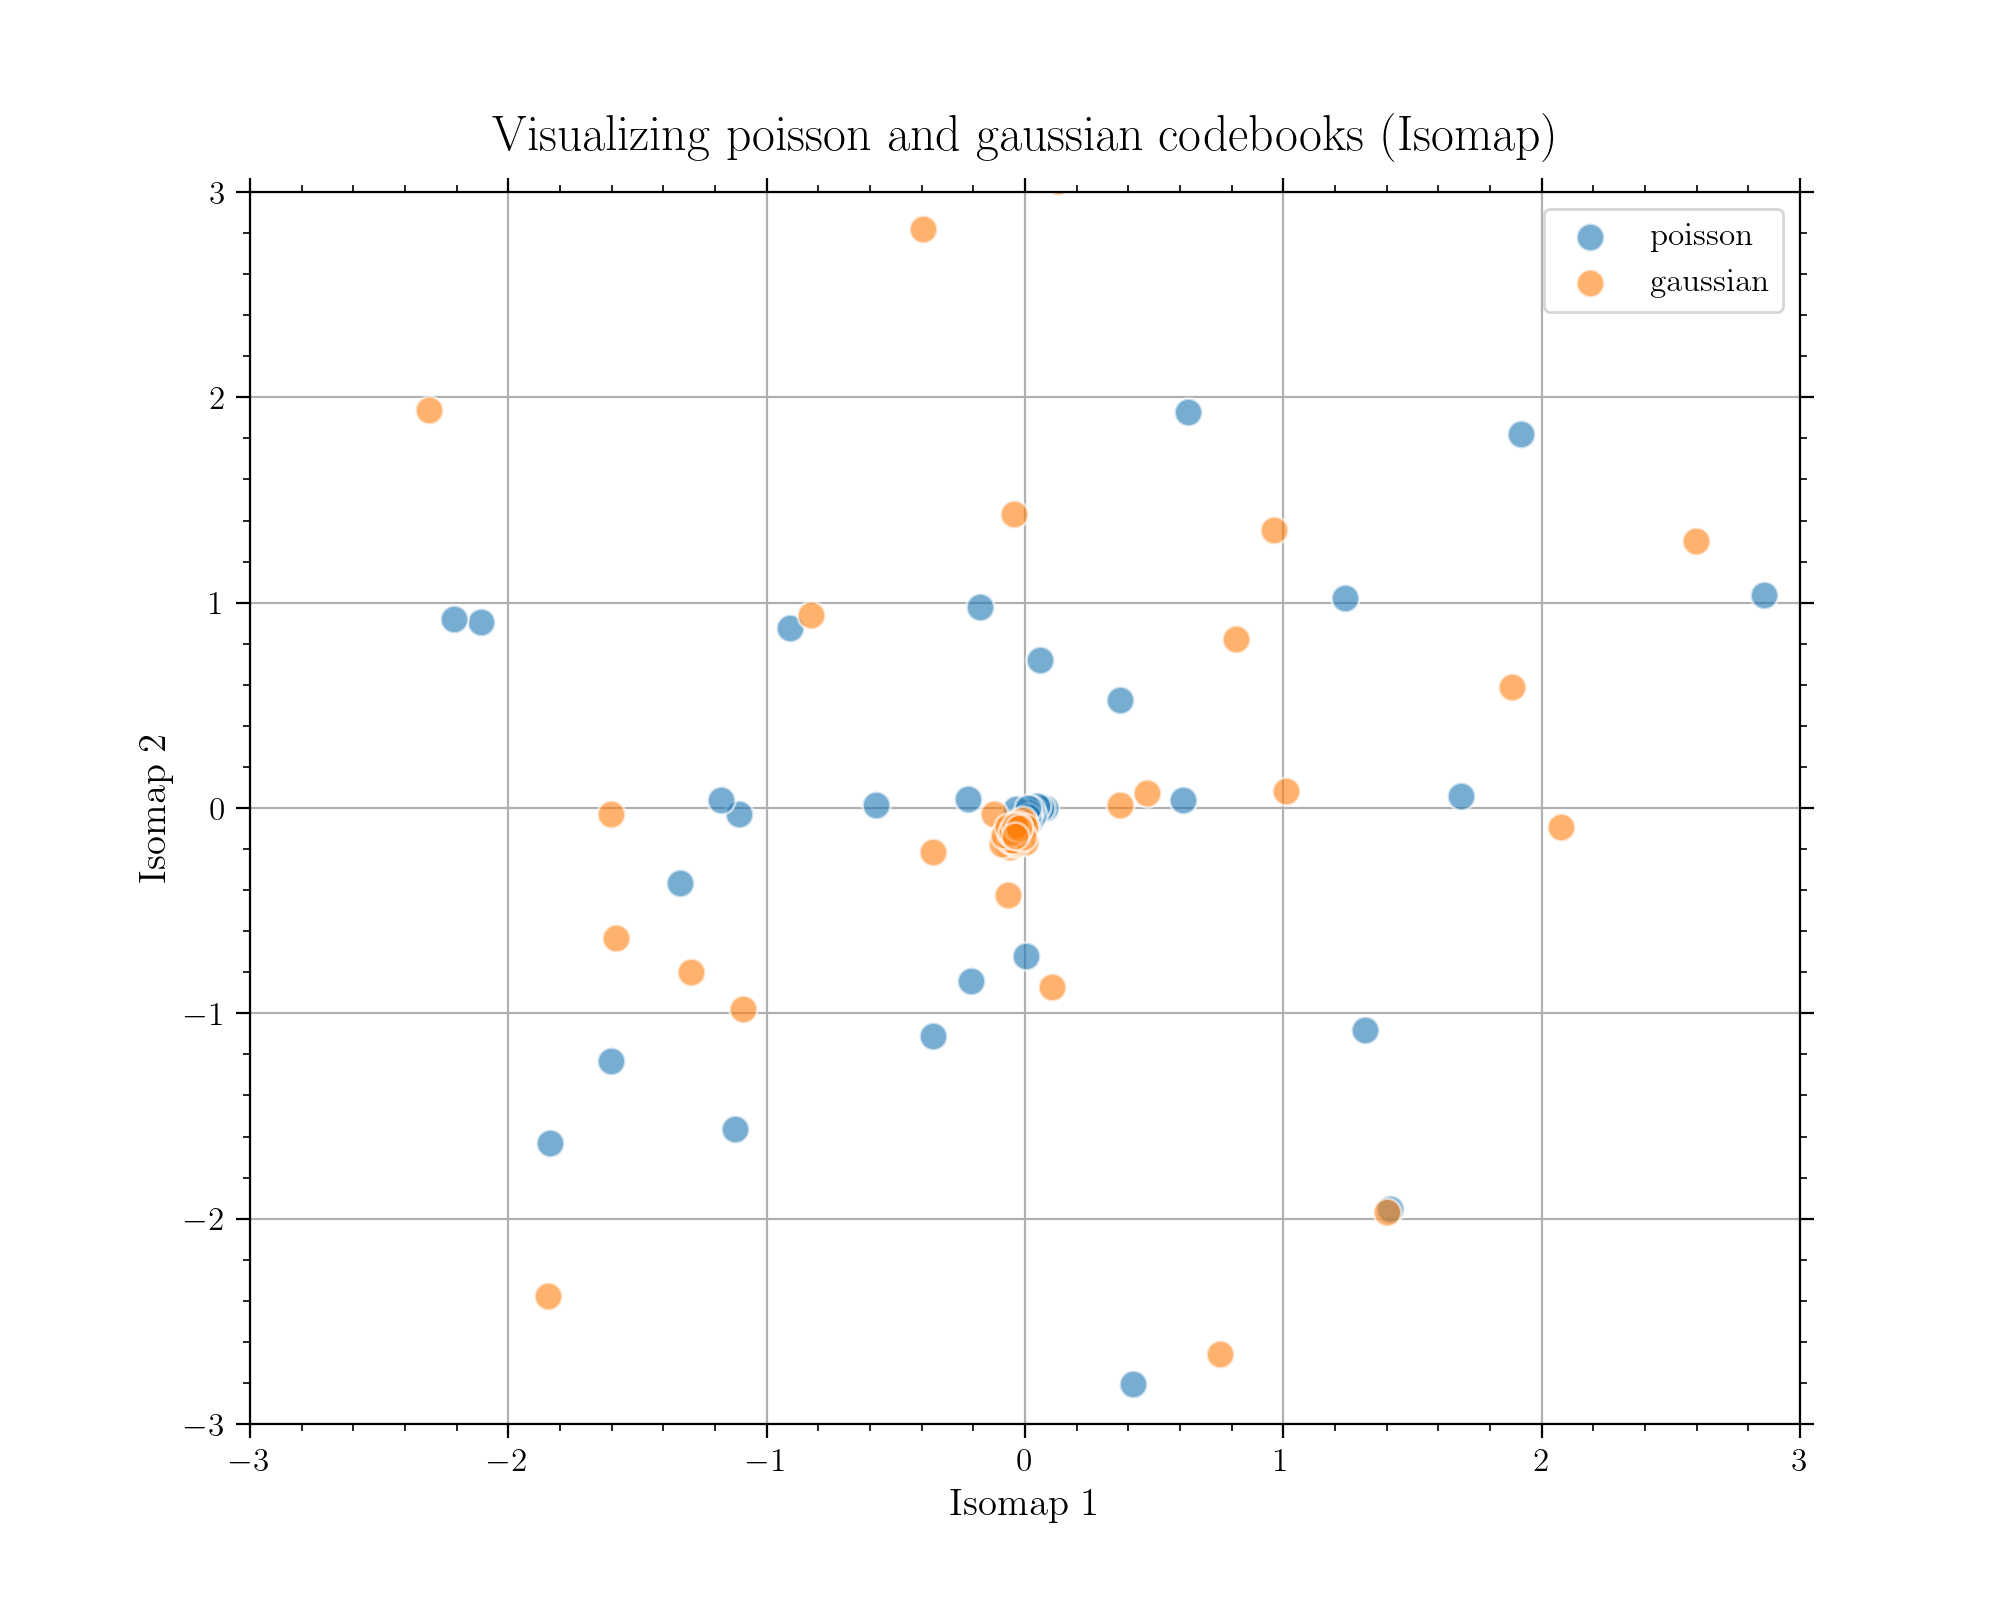 Visualizing poisson and gaussian codebooks (Isomap)
poisson
gaussian
3
2
1
0
−1
−2
−3
Isomap 2
−3
−2
−1
0
1
2
3
Isomap 1